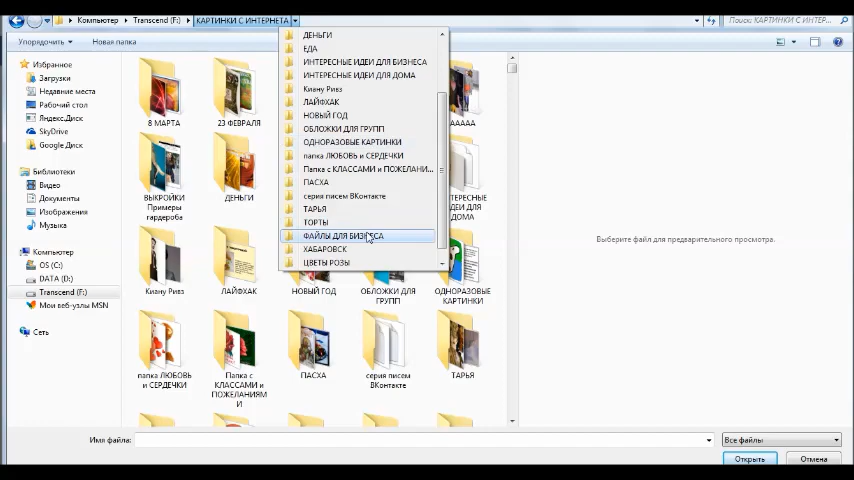 Компьютер
Transcend (F:)
КАРТИНКИ С ИНТЕРНЕТА
Поиск: КАРТИНКИ С ИНТЕР...
Упорядочить
Новая папка
Избранное
Загрузки
Недавние места
Рабочий стол
Яндекс.Диск
SkyDrive
Google Диск
Библиотеки
Видео
Документы
Изображения
Музыка
Компьютер
OS (C:)
DATA (D:)
Transcend (F:)
Мои веб-узлы MSN
Сеть
ДЕНЬГИ
ЕДА
ИНТЕРЕСНЫЕ ИДЕИ ДЛЯ БИЗНЕСА
ИНТЕРЕСНЫЕ ИДЕИ ДЛЯ ДОМА
Киану Ривз
ЛАЙФХАК
НОВЫЙ ГОД
ОБЛОЖКИ ДЛЯ ГРУПП
ОДНОРАЗОВЫЕ КАРТИНКИ
папка ЛЮБОВЬ и СЕРДЕЧКИ
Папка с КЛАССАМИ и ПОЖЕЛАНИ...
ПАСХА
серия писем ВКонтакте
ТАРЬЯ
ТОРТЫ
ФАЙЛЫ ДЛЯ БИЗНЕСА
ХАБАРОВСК
ЦВЕТЫ РОЗЫ
8 МАРТА
23 ФЕВРАЛЯ
ААААА
ВЫКРОЙКИ
Примеры
гардероба
ДЕНЬГИ
ИДЕИ ДЛЯ
ДОМА
Киану Ривз
ЛАЙФХАК
НОВЫЙ ГОД
ОБЛОЖКИ ДЛЯ
ГРУПП
ОДНОРАЗОВЫЕ
КАРТИНКИ
папка ЛЮБОВЬ
и СЕРДЕЧКИ
Папка с
КЛАССАМИ и
ПОЖЕЛАНИЯМ
И
ПАСХА
серия писем
ВКонтакте
ТАРЬЯ
Выберите файл для предварительного просмотра.
Имя файла:
Все файлы
Открыть
Отмена